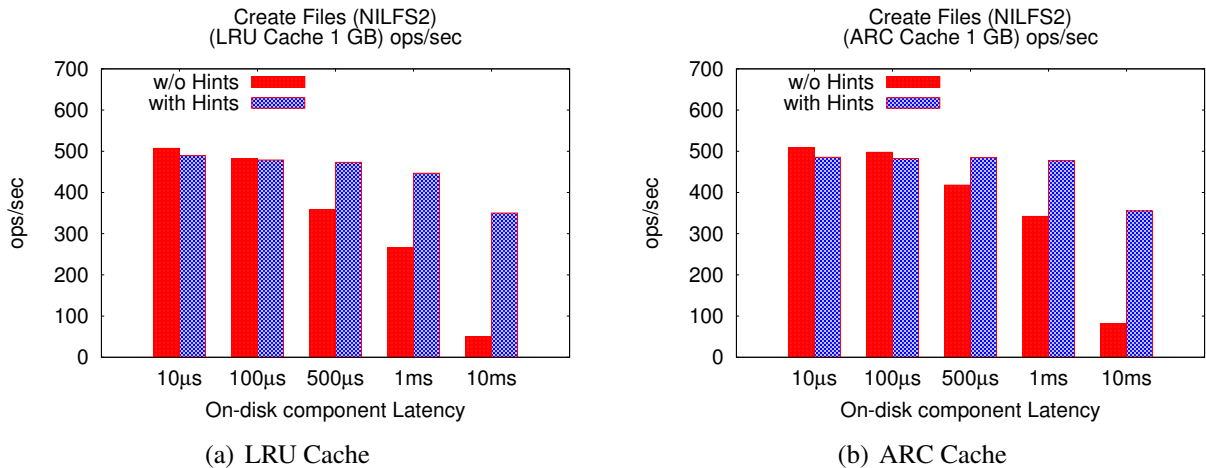 Create Files (NILFS2)
(LRU Cache 1 GB) ops/sec
700
600
500
400
300
200
100
0
ops/sec
w/o Hints
with Hints
10µs 100µs 500µs 1ms 10ms
On-disk component Latency
(a) LRU Cache
Create Files (NILFS2)
(ARC Cache 1 GB) ops/sec
700
600
500
400
300
200
100
0
ops/sec
w/o Hints
with Hints
10µs 100µs 500µs 1ms 10ms
On-disk component Latency
(b) ARC Cache